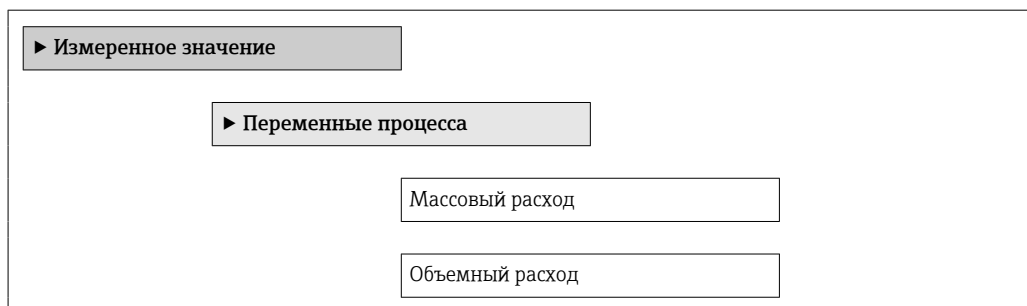 ▶ Измеренное значение
▶ Переменные процесса
Массовый расход
Объемный расход